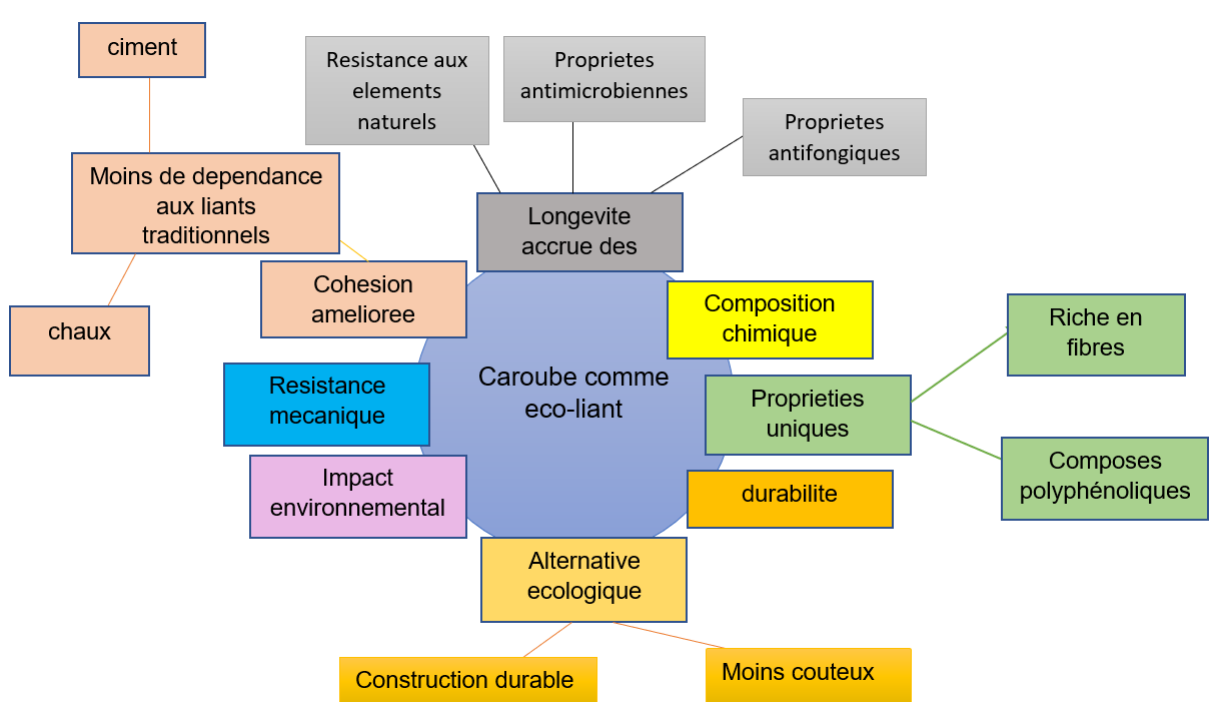 ciment
Resistance aux
elements
naturels
Proprietes
antimicrobiennes
Proprietes
antifongiques
Moins de dependance
aux liants
traditionnels
Longevite
accrue des
Cohesion
amelioree
Composition
chimique
chaux
Riche en
fibres
Caroube comme
eco-liant
Resistance
mecanique
Proprieties
uniques
Impact
environnemental
durabilite
Composes
polyphénoliques
Alternative
ecologique
Construction durable
Moins couteux